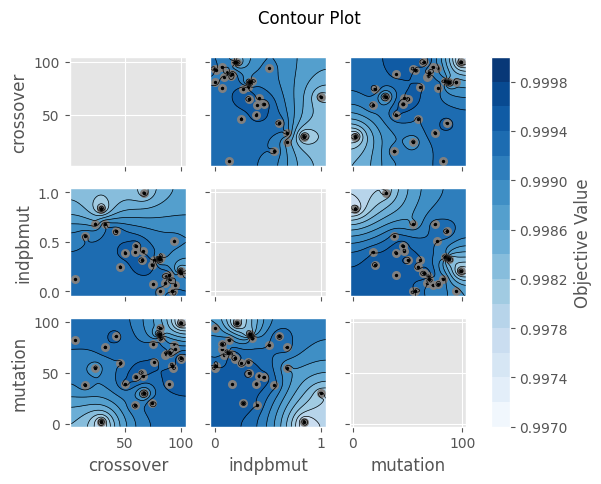 Contour Plot
crossover
100
50
indpbmut
1.0
0.5
0.0
mutation
100
50
0
50
100
crossover
0
1
indpbmut
0
100
mutation
0.9998
0.9994
0.9990
0.9986
0.9982
0.9978
0.9974
0.9970
Objective Value